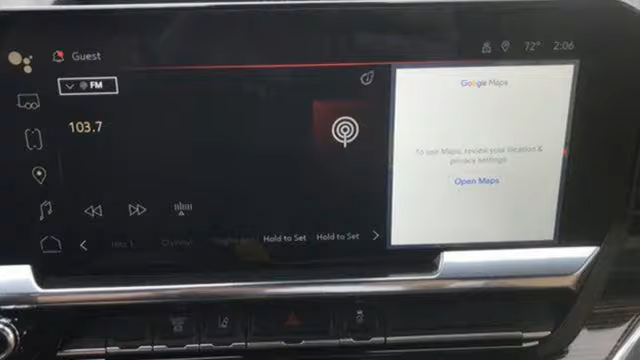 Guest
72° 2:06
FM
103.7
Google Maps
To use Maps, review your location &
privacy settings
Open Maps
Hold to Set Hold to Set